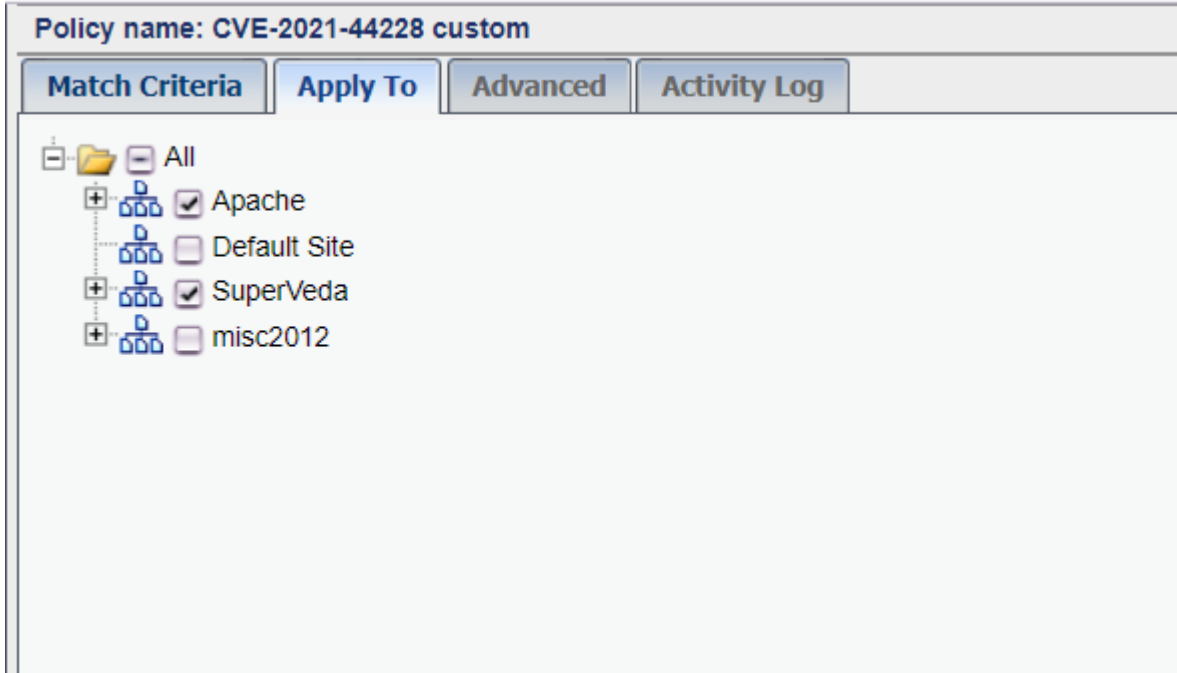 Policy name: CVE-2021-44228 custom
Match Criteria Apply To Advanced Activity Log
All
Apache
Default Site
SuperVeda
misc2012